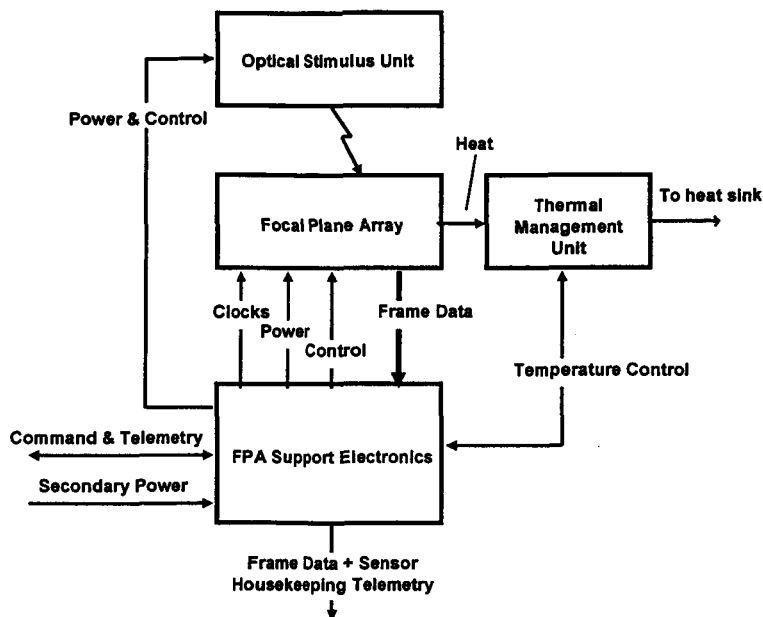 Optical Stimulus Unit
Power & Control
Heat
Focal Plane Array
Thermal
Management
Unit
To heat sink
Clocks
Power
Control
Frame Data
Temperature Control
Command & Telemetry
FPA Support Electronics
Secondary Power
Frame Data + Sensor
Housekeeping Telemetry